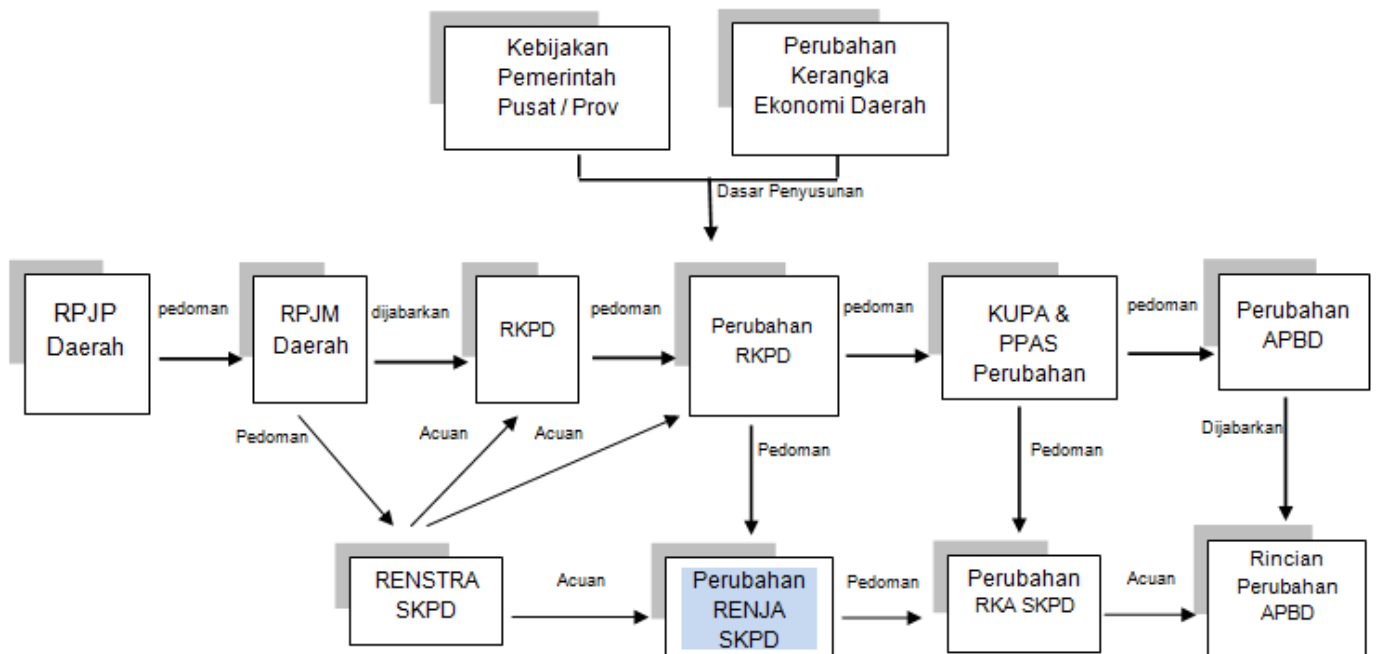 Kebijakan
Pemerintah
Pusat / Prov
Perubahan
Kerangka
Ekonomi Daerah
Dasar Penyusunan
RPJP
Daerah
pedoman
RPJM
Daerah
dijabarkan
RKPD
pedoman
Perubahan
RKPD
pedoman
KUPA &
PPAS
Perubahan
pedoman
Perubahan
APBD
Pedoman
Acuan
Acuan
Pedoman
Pedoman
Dijabarkan
RENSTRA
SKPD
Acuan
Perubahan
RENJA
SKPD
Pedoman
Perubahan
RKA SKPD
Acuan
Rincian
Perubahan
APBD